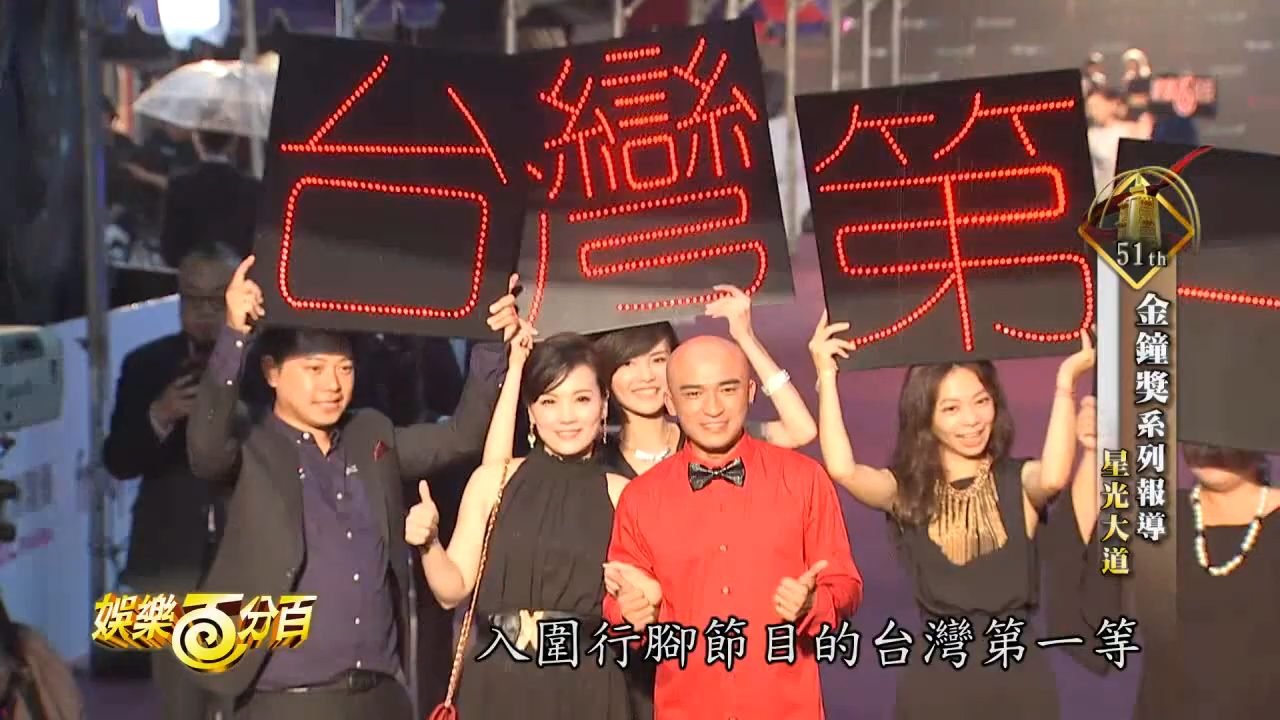 台灣第一
51th
金鐘獎系列報導
星光大道
娛樂百分百
入圍行腳節目的台灣第一等